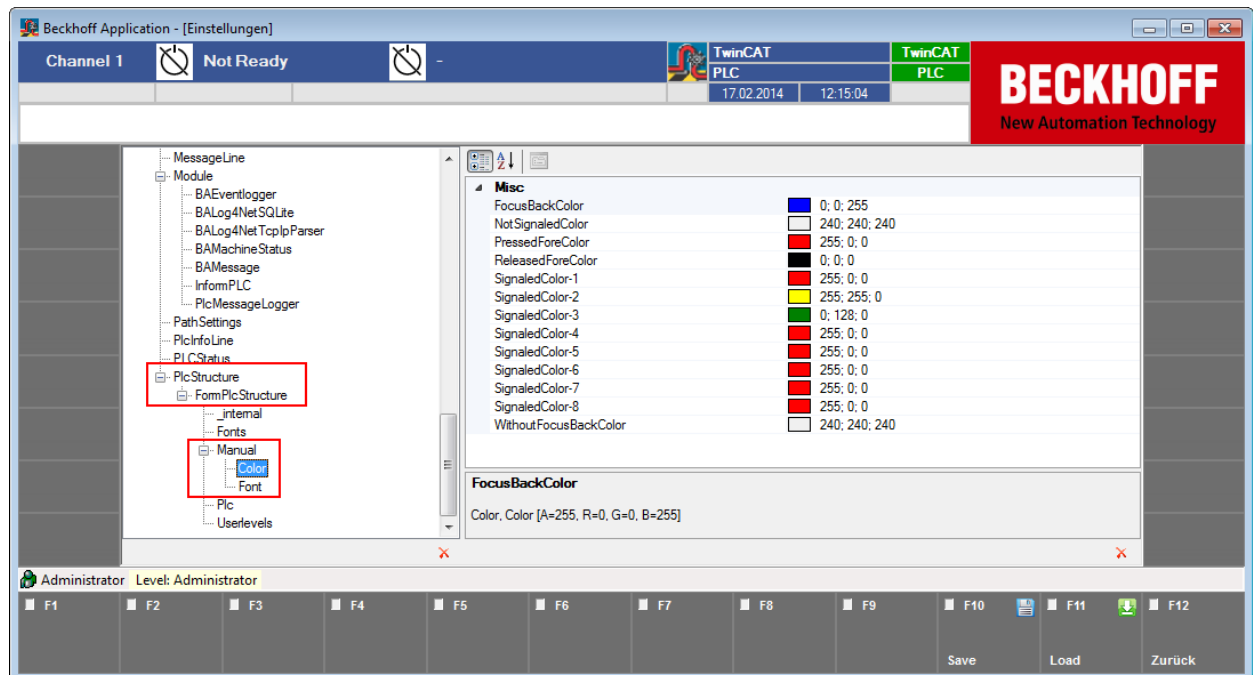 Beckhoff Application - [Einstellungen]
Channel 1
Not Ready
-
TwinCAT
PLC
17.02.2014
12:15:04
TwinCAT
PLC
BECKHOFF
New Automation Technology
MessageLine
Module
BAEventlogger
BALog4NetSQLite
BALog4NetTcpIpParser
BAMachineStatus
BAMessage
InformPLC
PlcMessageLogger
PathSettings
PlcInfoLine
PLCStatus
PlcStructure
FormPlcStructure
_internal
Fonts
Manual
Color
Font
Plc
Userlevels
Misc
FocusBackColor 0; 0; 255
NotSignaledColor 240; 240; 240
PressedForeColor 255; 0; 0
ReleasedForeColor 0; 0; 0
SignaledColor-1 255; 0; 0
SignaledColor-2 255; 255; 0
SignaledColor-3 0; 128; 0
SignaledColor-4 255; 0; 0
SignaledColor-5 255; 0; 0
SignaledColor-6 255; 0; 0
SignaledColor-7 255; 0; 0
SignaledColor-8 255; 0; 0
WithoutFocusBackColor 240; 240; 240
FocusBackColor
Color, Color [A=255, R=0, G=0, B=255]
Administrator Level: Administrator
F1 F2 F3 F4 F5 F6 F7 F8 F9 F10 F11 F12
Save Load Zurück